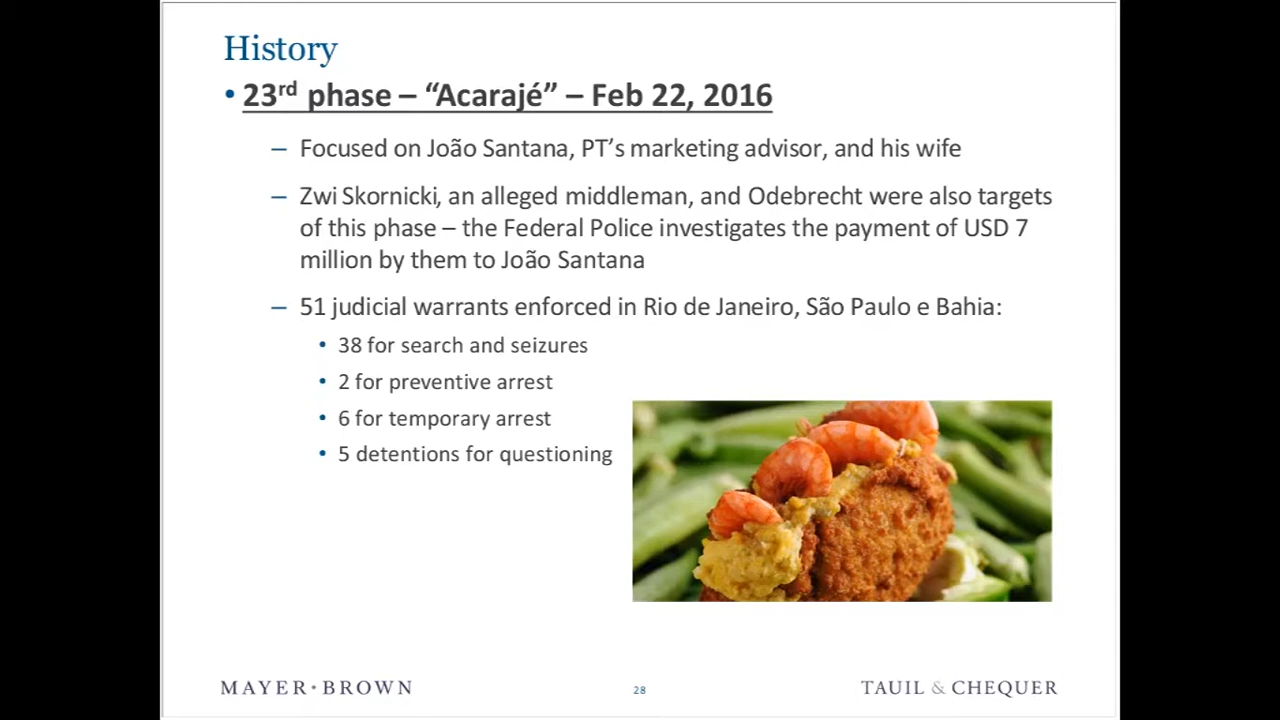 History
• 23rd phase – “Acarajé” – Feb 22, 2016
– Focused on João Santana, PT’s marketing advisor, and his wife
– Zwi Skornicki, an alleged middleman, and Odebrecht were also targets
of this phase – the Federal Police investigates the payment of USD 7
million by them to João Santana
– 51 judicial warrants enforced in Rio de Janeiro, São Paulo e Bahia:
• 38 for search and seizures
• 2 for preventive arrest
• 6 for temporary arrest
• 5 detentions for questioning
MAYER • BROWN
28
TAUIL & CHEQUER